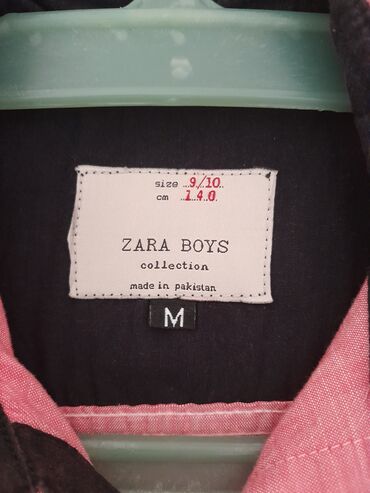 size 9/10
cm 140
ZARA BOYS
collection
made in pakistan
M